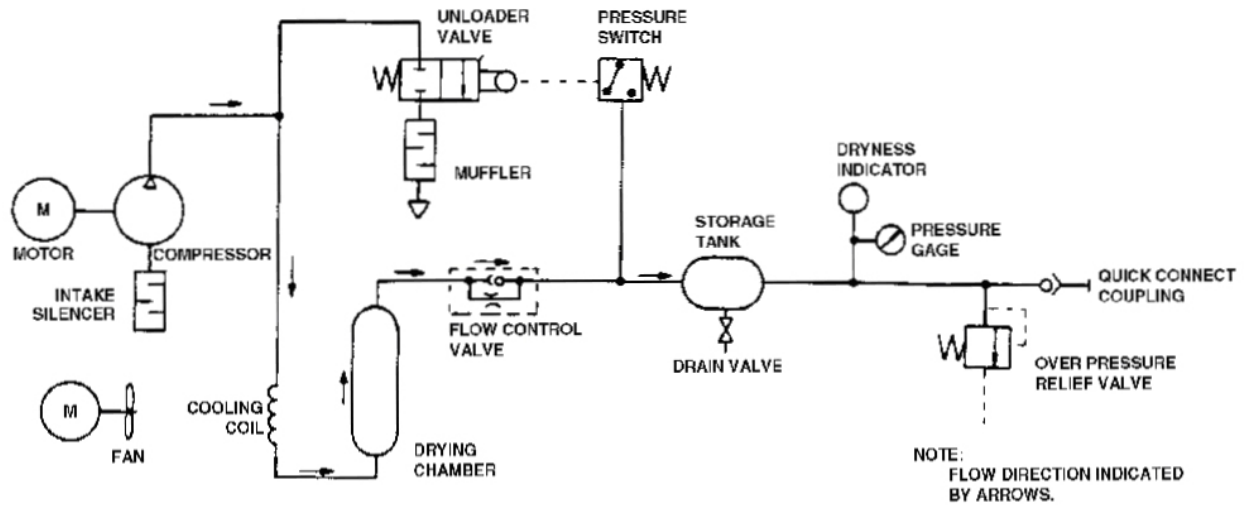 UNLOADER
VALVE
PRESSURE
SWITCH
MUFFLER
DRYNESS
INDICATOR
PRESSURE
GAGE
STORAGE
TANK
M
MOTOR
COMPRESSOR
INTAKE
SILENCER
QUICK CONNECT
COUPLING
FLOW CONTROL
VALVE
DRAIN VALVE
OVER PRESSURE
RELIEF VALVE
M
FAN
COOLING
COIL
DRYING
CHAMBER
NOTE:
FLOW DIRECTION INDICATED
BY ARROWS.